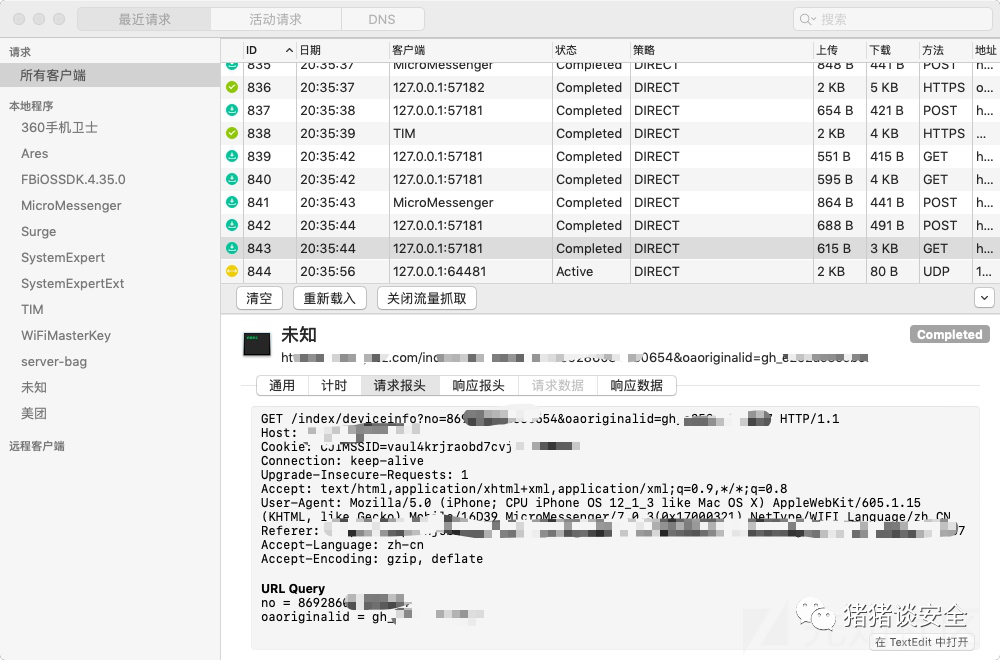 最近请求 活动请求 DNS 搜索
请求
所有客户端
本地程序
360手机卫士
Ares
FBiOSSDK.4.35.0
MicroMessenger
Surge
SystemExpert
SystemExpertExt
TIM
WiFiMasterKey
server-bag
未知
美团
远程客户端
ID 日期 客户端 状态 策略 上传 下载 方法 地址
835 20:35:37 MicroMessenger Completed DIRECT 848 B 441 B POST h...
836 20:35:37 127.0.0.1:57182 Completed DIRECT 2 KB 5 KB HTTPS o...
837 20:35:38 127.0.0.1:57181 Completed DIRECT 654 B 421 B POST h...
838 20:35:39 TIM Completed DIRECT 2 KB 4 KB HTTPS ...
839 20:35:42 127.0.0.1:57181 Completed DIRECT 551 B 415 B GET h...
840 20:35:42 127.0.0.1:57181 Completed DIRECT 595 B 4 KB GET h...
841 20:35:43 MicroMessenger Completed DIRECT 864 B 441 B POST h...
842 20:35:44 127.0.0.1:57181 Completed DIRECT 688 B 491 B POST h...
843 20:35:44 127.0.0.1:57181 Completed DIRECT 615 B 3 KB GET h...
844 20:35:56 127.0.0.1:64481 Active DIRECT 2 KB 80 B UDP 1...
清空 重新载入 关闭流量抓取
未知 Completed
.com/in 0654&oaoriginalid=gh_
通用 计时 请求报头 响应报头 请求数据 响应数据
GET /index/deviceinfo?no=869 654&oaoriginalid=gh_ HTTP/1.1
Host:
Cookie: CJIMSSID=vaul4krjraobd7cvj
Connection: keep-alive
Upgrade-Insecure-Requests: 1
Accept: text/html,application/xhtml+xml,application/xml;q=0.9,*/*;q=0.8
User-Agent: Mozilla/5.0 (iPhone; CPU iPhone OS 12_1_3 like Mac OS X) AppleWebKit/605.1.15
(KHTML, like Gecko) Mobile/16D39 MicroMessenger/7.0.3(0x17000321) NetType/WIFI Language/zh_CN
Referer: 7
Accept-Language: zh-cn
Accept-Encoding: gzip, deflate
URL Query
no = 869286
oaoriginalid = gh_
猪猪谈安全
在 TextEdit 中打开